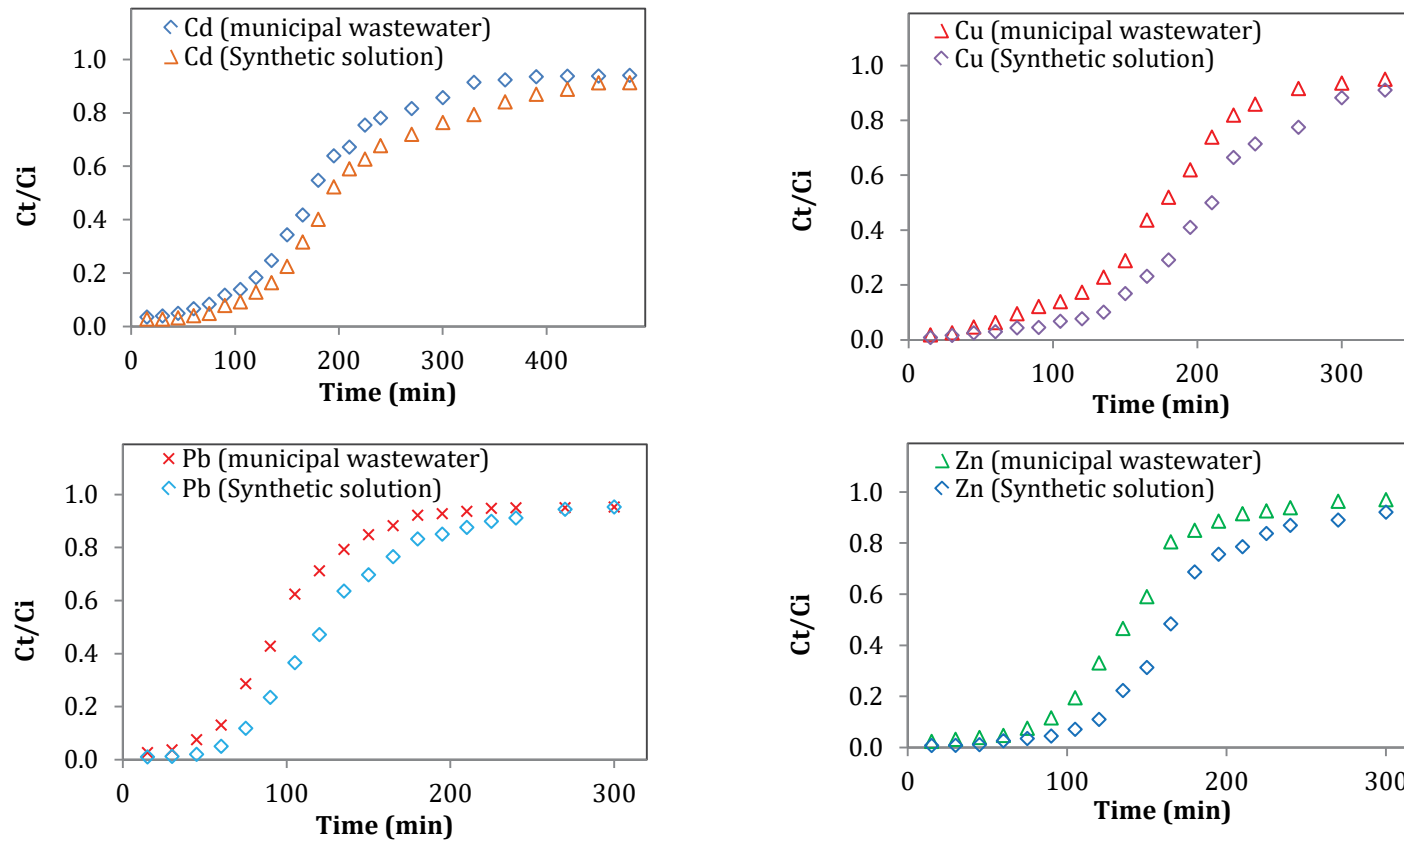 Cd (municipal wastewater)
Cd (Synthetic solution)
1.0
0.8
0.6
0.4
0.2
0.0
0 100 200 300 400
Ct/Ci
Time (min)
Cu (municipal wastewater)
Cu (Synthetic solution)
1.0
0.8
0.6
0.4
0.2
0.0
0 100 200 300
Ct/Ci
Time (min)
Pb (municipal wastewater)
Pb (Synthetic solution)
1.0
0.8
0.6
0.4
0.2
0.0
0 100 200 300
Ct/Ci
Time (min)
Zn (municipal wastewater)
Zn (Synthetic solution)
1.0
0.8
0.6
0.4
0.2
0.0
0 100 200 300
Ct/Ci
Time (min)